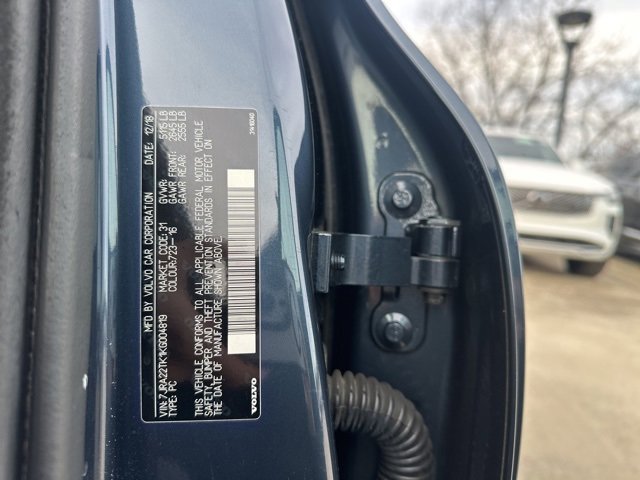 MFD BY VOLVO CAR CORPORATION DATE: 12/18
GVWR: 5115 LB
MARKET CODE: 31 GAWR FRONT: 2645 LB
COLOUR:723--16 GAWR REAR: 2555 LB
VIN: 7JRA22TK1KG004819
TYPE: PC
THIS VEHICLE CONFORMS TO ALL APPLICABLE FEDERAL MOTOR VEHICLE
SAFETY, BUMPER AND THEFT PREVENTION STANDARDS IN EFFECT ON
THE DATE OF MANUFACTURE SHOWN ABOVE.
VOLVO